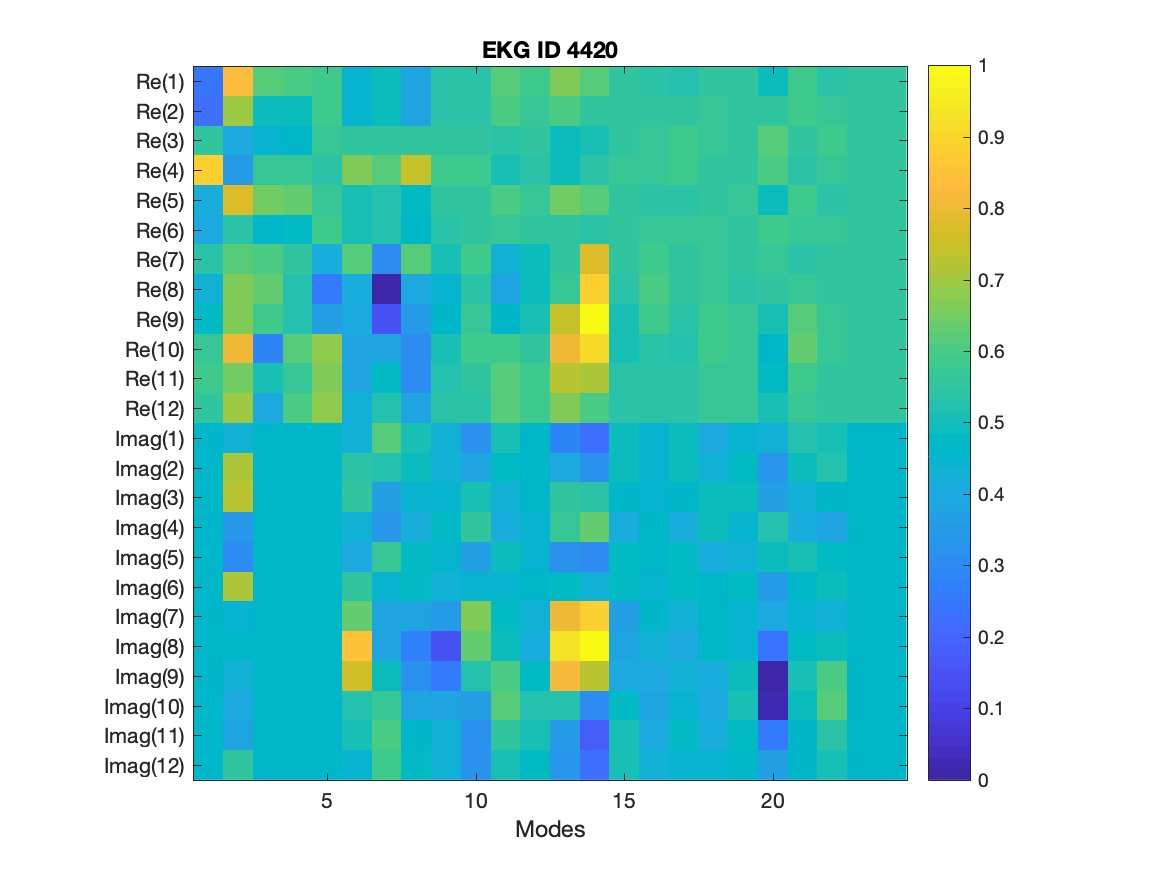 EKG ID 4420
Re(1)
Re(2)
Re(3)
Re(4)
Re(5)
Re(6)
Re(7)
Re(8)
Re(9)
Re(10)
Re(11)
Re(12)
Imag(1)
Imag(2)
Imag(3)
Imag(4)
Imag(5)
Imag(6)
Imag(7)
Imag(8)
Imag(9)
Imag(10)
Imag(11)
Imag(12)
5 10 15 20
Modes
1
0.9
0.8
0.7
0.6
0.5
0.4
0.3
0.2
0.1
0